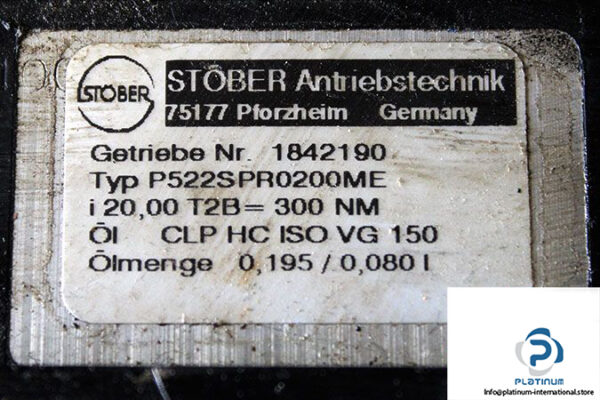 STÖBER
STÖBER Antriebstechnik
75177 Pforzheim Germany
Getriebe Nr. 1842190
Typ P522SPR0200ME
i 20,00 T2B= 300 NM
Öl CLP HC ISO VG 150
Ölmenge 0,195 / 0,080 l
PLATINUM
Info@platinum-international.store